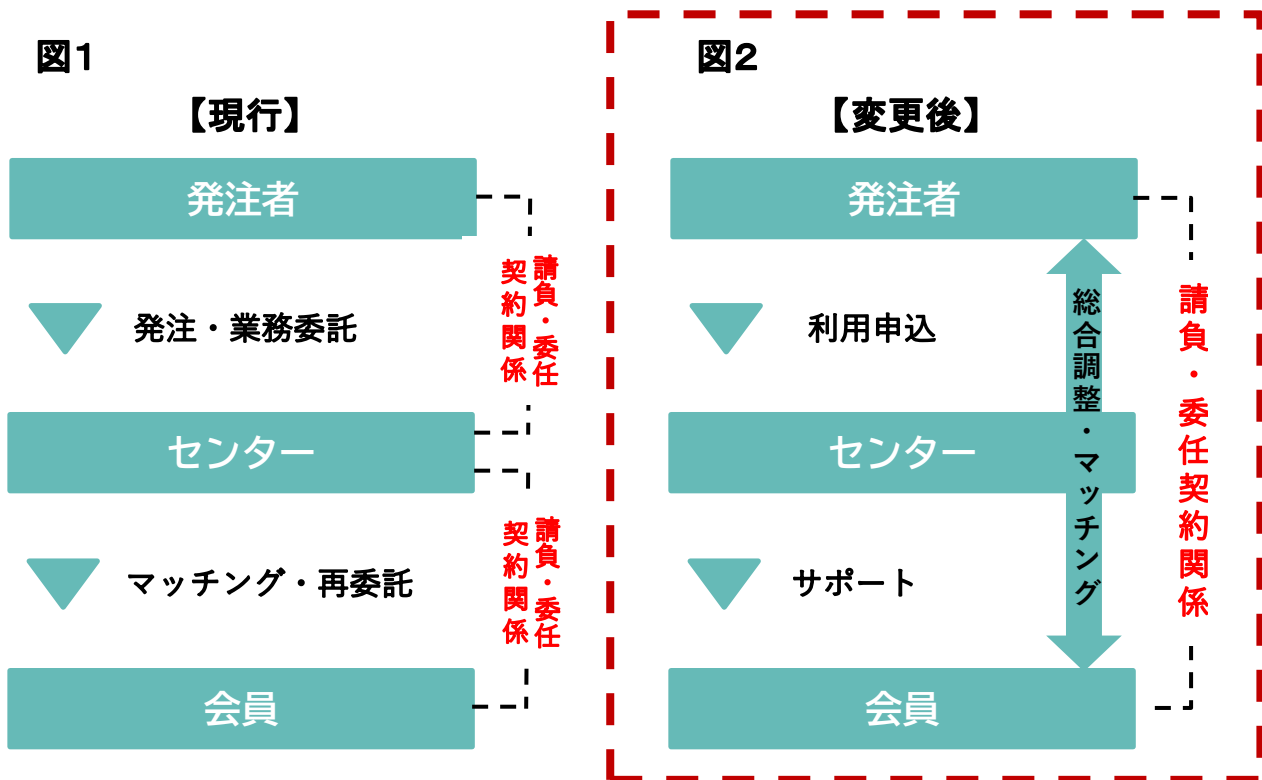 図1
【現行】
発注者
発注・業務委託
請負・委任
契約関係
センター
マッチング・再委託
請負・委任
契約関係
会員
図2
【変更後】
発注者
利用申込
総合調整・マッチング
請負・委任契約関係
センター
サポート
会員